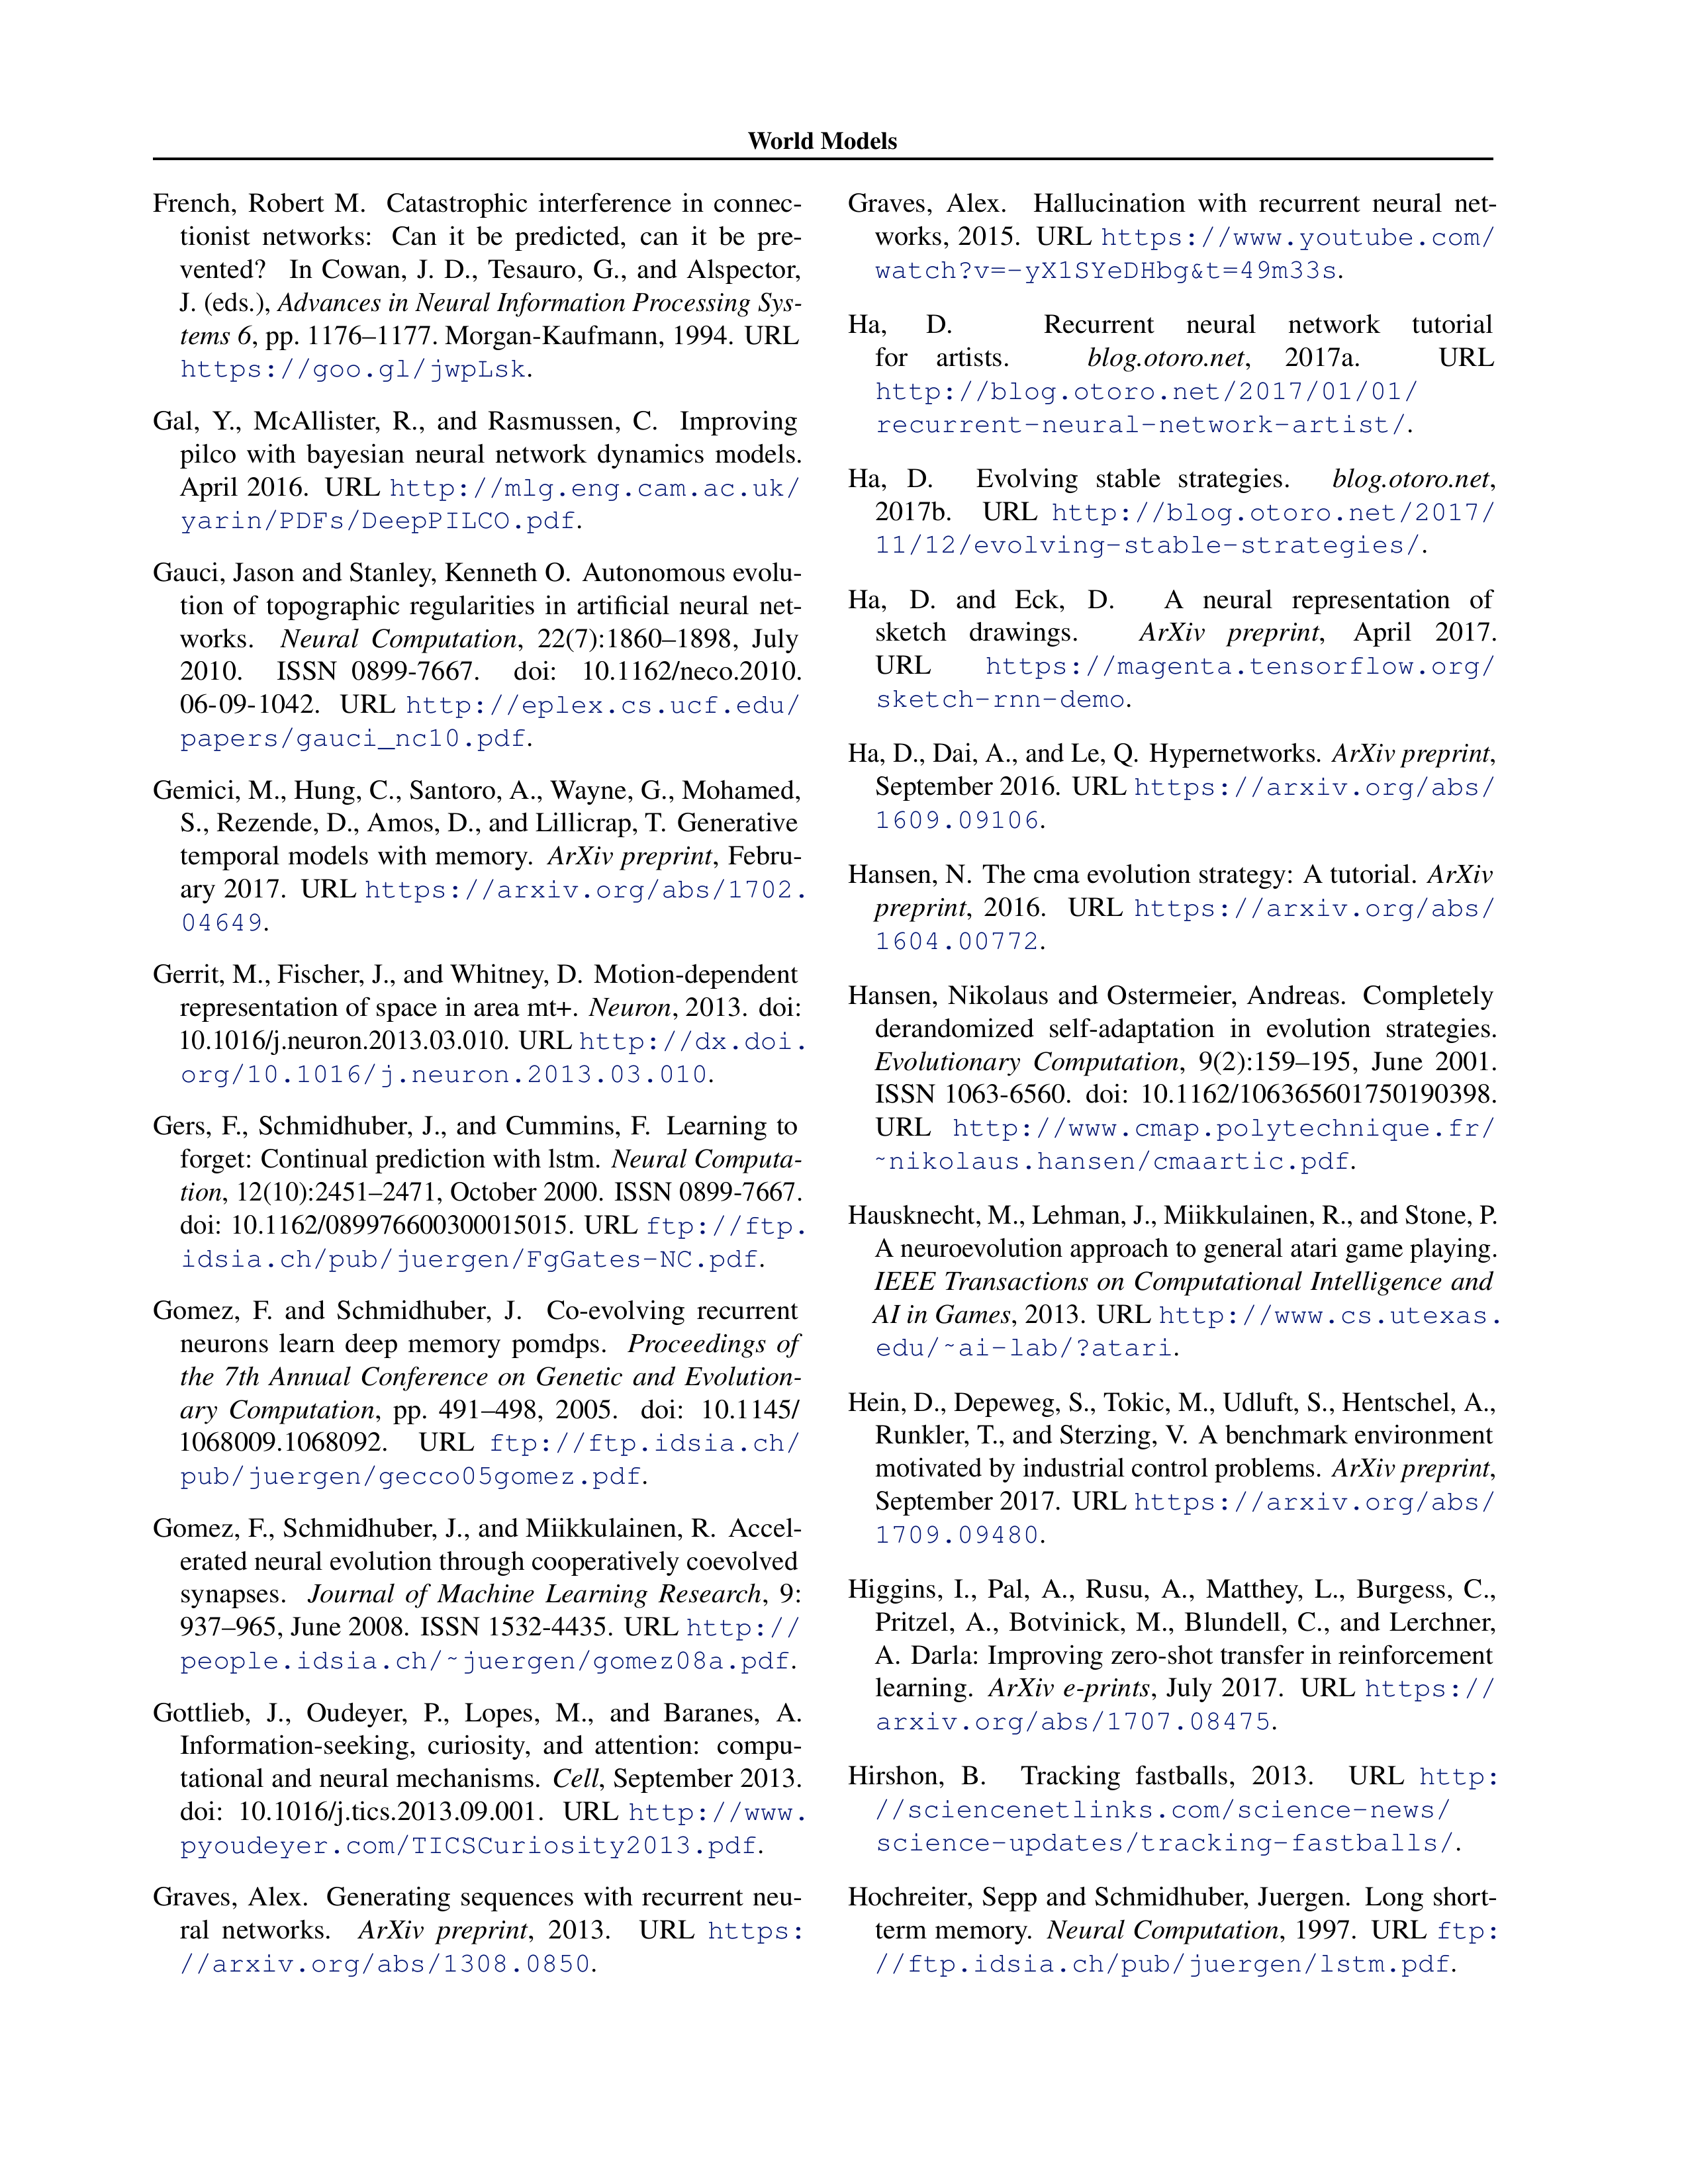 World Models
French, Robert M. Catastrophic interference in connec-
tionist networks: Can it be predicted, can it be pre-
vented? In Cowan, J. D., Tesauro, G., and Alspector,
J. (eds.), Advances in Neural Information Processing Sys-
tems 6, pp. 1176–1177. Morgan-Kaufmann, 1994. URL
https://goo.gl/jwpLsk.
Gal, Y., McAllister, R., and Rasmussen, C. Improving
pilco with bayesian neural network dynamics models.
April 2016. URL http://mlg.eng.cam.ac.uk/
yarin/PDFs/DeepPILCO.pdf.
Gauci, Jason and Stanley, Kenneth O. Autonomous evolu-
tion of topographic regularities in artificial neural net-
works. Neural Computation, 22(7):1860–1898, July
2010. ISSN 0899-7667. doi: 10.1162/neco.2010.
06-09-1042. URL http://eplex.cs.ucf.edu/
papers/gauci_nc10.pdf.
Gemici, M., Hung, C., Santoro, A., Wayne, G., Mohamed,
S., Rezende, D., Amos, D., and Lillicrap, T. Generative
temporal models with memory. ArXiv preprint, Febru-
ary 2017. URL https://arxiv.org/abs/1702.
04649.
Gerrit, M., Fischer, J., and Whitney, D. Motion-dependent
representation of space in area mt+. Neuron, 2013. doi:
10.1016/j.neuron.2013.03.010. URL http://dx.doi.
org/10.1016/j.neuron.2013.03.010.
Gers, F., Schmidhuber, J., and Cummins, F. Learning to
forget: Continual prediction with lstm. Neural Computa-
tion, 12(10):2451–2471, October 2000. ISSN 0899-7667.
doi: 10.1162/089976600300015015. URL ftp://ftp.
idsia.ch/pub/juergen/FgGates-NC.pdf.
Gomez, F. and Schmidhuber, J. Co-evolving recurrent
neurons learn deep memory pomdps. Proceedings of
the 7th Annual Conference on Genetic and Evolution-
ary Computation, pp. 491–498, 2005. doi: 10.1145/
1068009.1068092. URL ftp://ftp.idsia.ch/
pub/juergen/gecco05gomez.pdf.
Gomez, F., Schmidhuber, J., and Miikkulainen, R. Accel-
erated neural evolution through cooperatively coevolved
synapses. Journal of Machine Learning Research, 9:
937–965, June 2008. ISSN 1532-4435. URL http://
people.idsia.ch/~juergen/gomez08a.pdf.
Gottlieb, J., Oudeyer, P., Lopes, M., and Baranes, A.
Information-seeking, curiosity, and attention: compu-
tational and neural mechanisms. Cell, September 2013.
doi: 10.1016/j.tics.2013.09.001. URL http://www.
pyoudeyer.com/TICSCuriosity2013.pdf.
Graves, Alex. Generating sequences with recurrent neu-
ral networks. ArXiv preprint, 2013. URL https:
//arxiv.org/abs/1308.0850.
Graves, Alex. Hallucination with recurrent neural net-
works, 2015. URL https://www.youtube.com/
watch?v=-yX1SYeDHbg&t=49m33s.
Ha, D. Recurrent neural network tutorial
for artists. blog.otoro.net, 2017a. URL
http://blog.otoro.net/2017/01/01/
recurrent-neural-network-artist/.
Ha, D. Evolving stable strategies. blog.otoro.net,
2017b. URL http://blog.otoro.net/2017/
11/12/evolving-stable-strategies/.
Ha, D. and Eck, D. A neural representation of
sketch drawings. ArXiv preprint, April 2017.
URL https://magenta.tensorflow.org/
sketch-rnn-demo.
Ha, D., Dai, A., and Le, Q. Hypernetworks. ArXiv preprint,
September 2016. URL https://arxiv.org/abs/
1609.09106.
Hansen, N. The cma evolution strategy: A tutorial. ArXiv
preprint, 2016. URL https://arxiv.org/abs/
1604.00772.
Hansen, Nikolaus and Ostermeier, Andreas. Completely
derandomized self-adaptation in evolution strategies.
Evolutionary Computation, 9(2):159–195, June 2001.
ISSN 1063-6560. doi: 10.1162/106365601750190398.
URL http://www.cmap.polytechnique.fr/
~nikolaus.hansen/cmaartic.pdf.
Hausknecht, M., Lehman, J., Miikkulainen, R., and Stone, P.
A neuroevolution approach to general atari game playing.
IEEE Transactions on Computational Intelligence and
AI in Games, 2013. URL http://www.cs.utexas.
edu/~ai-lab/?atari.
Hein, D., Depeweg, S., Tokic, M., Udluft, S., Hentschel, A.,
Runkler, T., and Sterzing, V. A benchmark environment
motivated by industrial control problems. ArXiv preprint,
September 2017. URL https://arxiv.org/abs/
1709.09480.
Higgins, I., Pal, A., Rusu, A., Matthey, L., Burgess, C.,
Pritzel, A., Botvinick, M., Blundell, C., and Lerchner,
A. Darla: Improving zero-shot transfer in reinforcement
learning. ArXiv e-prints, July 2017. URL https://
arxiv.org/abs/1707.08475.
Hirshon, B. Tracking fastballs, 2013. URL http:
//sciencenetlinks.com/science-news/
science-updates/tracking-fastballs/.
Hochreiter, Sepp and Schmidhuber, Juergen. Long short-
term memory. Neural Computation, 1997. URL ftp:
//ftp.idsia.ch/pub/juergen/lstm.pdf.